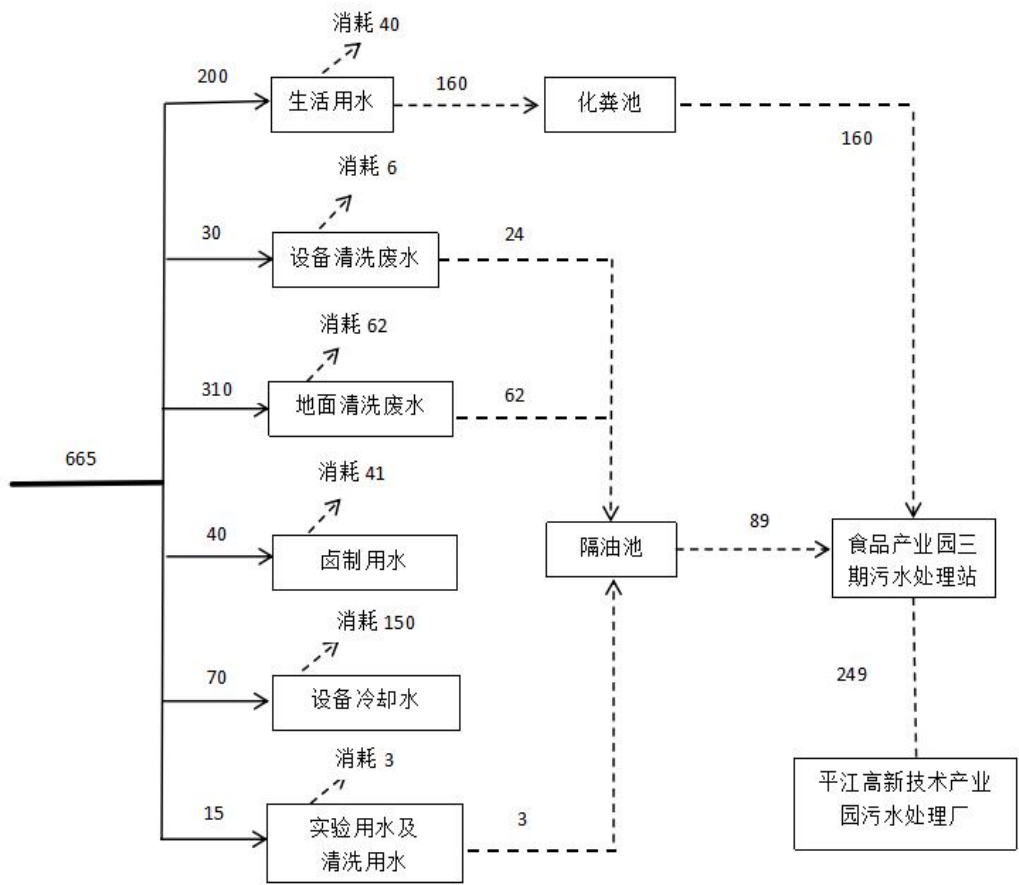 消耗 40
200
生活用水
160
化粪池
160
消耗 6
30
设备清洗废水
24
消耗 62
310
地面清洗废水
62
665
消耗 41
40
卤制用水
隔油池
89
食品产业园三
期污水处理站
消耗 150
70
设备冷却水
249
消耗 3
15
实验用水及
清洗用水
3
平江高新技术产业
园污水处理厂